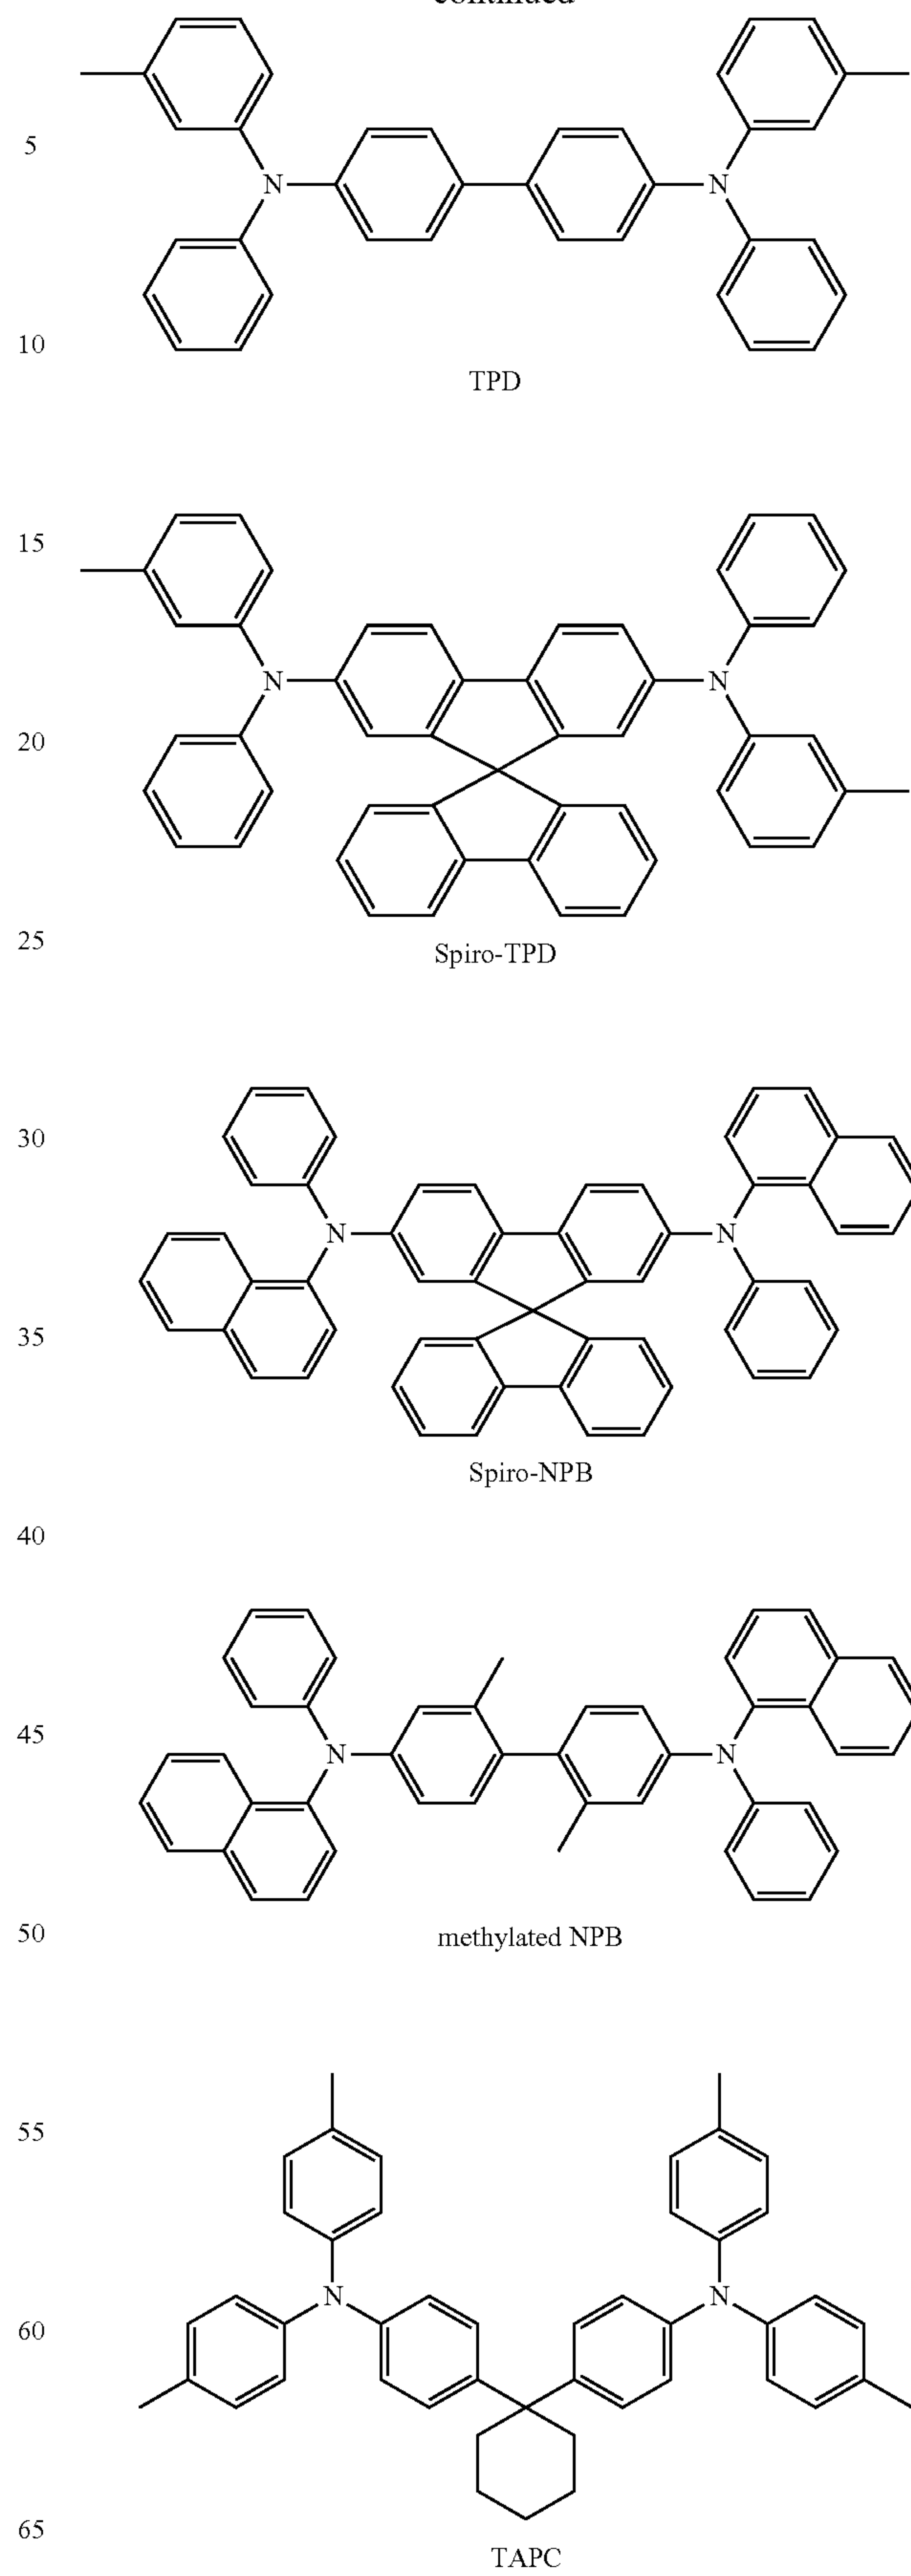 continued
5
N
N
10
TPD
15
N
N
20
25
Spiro-TPD
30
N
N
35
Spiro-NPB
40
45
N
N
50
methylated NPB
55
N
N
60
65
TAPC